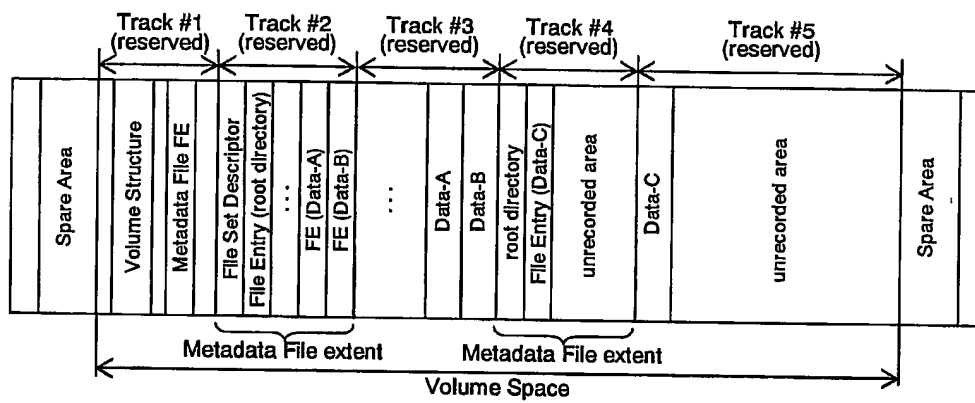 Track #1
(reserved)
Track #2
(reserved)
Track #3
(reserved)
Track #4
(reserved)
Track #5
(reserved)
Spare Area
Volume Structure
Metadata File FE
File Set Descriptor
File Entry (root directory)
...
FE (Data-A)
FE (Data-B)
...
Data-A
Data-B
root directory
File Entry (Data-C)
unrecorded area
Data-C
unrecorded area
Spare Area
Metadata File extent
Metadata File extent
Volume Space